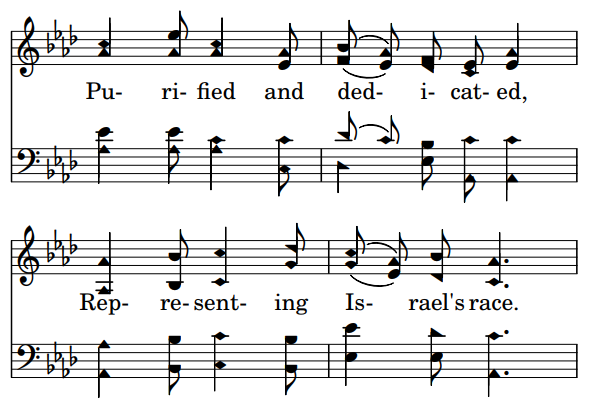 Pu- ri- fied and ded- i- cat- ed,
Rep- re- sent- ing Is- rael's race.